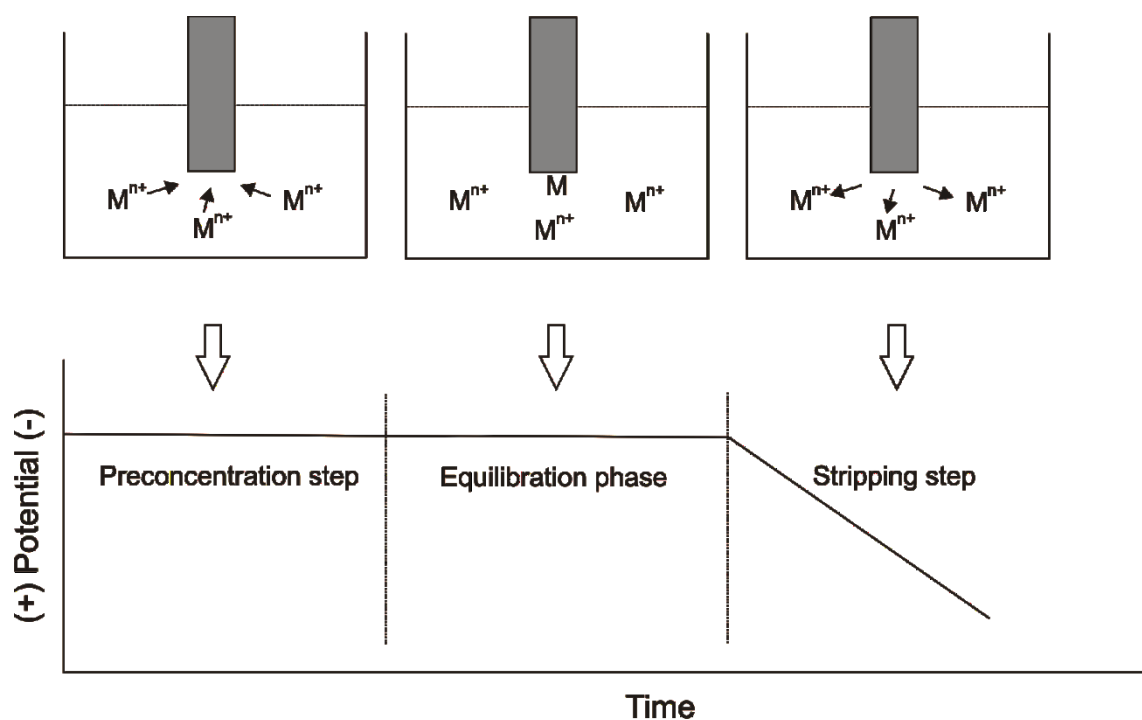 Mⁿ⁺ Mⁿ⁺ Mⁿ⁺
Mⁿ⁺ M Mⁿ⁺ Mⁿ⁺
Mⁿ⁺ Mⁿ⁺ Mⁿ⁺
(+) Potential (-)
Preconcentration step
Equilibration phase
Stripping step
Time